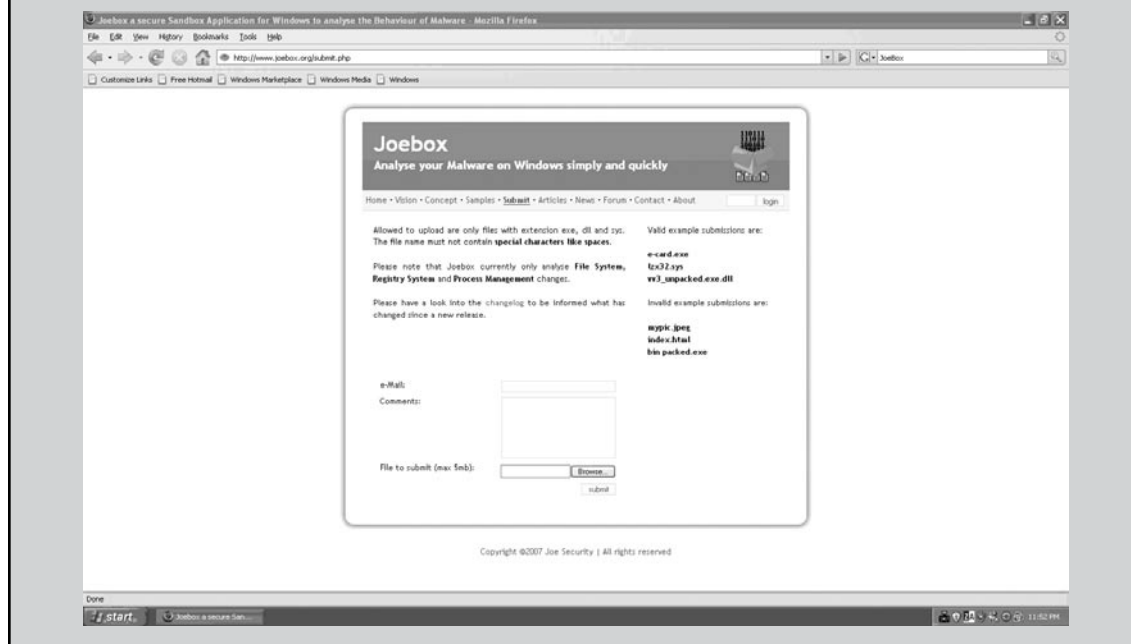 Joebox a secure Sandbox Application for Windows to analyse the Behaviour of Malware - Mozilla Firefox
File Edit View History Bookmarks Tools Help
http://www.joebox.org/submit.php
JoeBox
Customize Links Free Hotmail Windows Marketplace Windows Media Windows
Joebox
Analyse your Malware on Windows simply and quickly
Home • Vision • Concept • Samples • Submit • Articles • News • Forum • Contact • About
login
Allowed to upload are only files with extension exe, dll and sys.
The file name must not contain special characters like spaces.
Please note that Joebox currently only analyse File System,
Registry System and Process Management changes.
Please have a look into the changelog to be informed what has
changed since a new release.
Valid example submissions are:
e-card.exe
lzx32.sys
vv3_unpacked.exe.dll
Invalid example submissions are:
mypic.jpeg
index.html
bin packed.exe
e-Mail:
Comments:
File to submit (max 5mb):
Browse...
submit
Copyright ©2007 Joe Security | All rights reserved
Done
start
Joebox a secure San...
11:52 PM